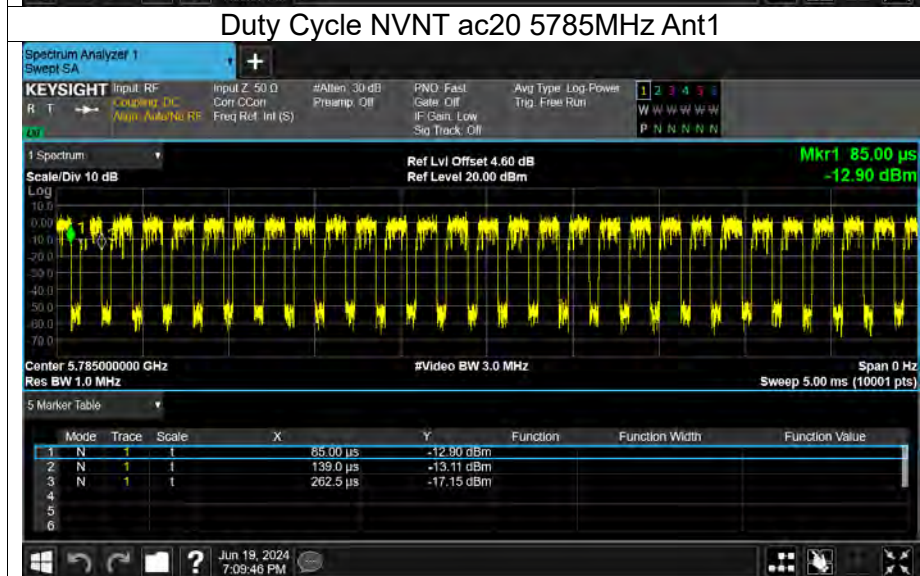 Duty Cycle NVNT ac20 5785MHz Ant1
Spectrum Analyzer 1
Swept SA
+
KEYSIGHT Input: RF Input Z: 50 Ω #Atten: 30 dB PNO: Fast Avg Type: Log-Power 1 2 3 4 5 6
R T Coupling: DC Corr CCorr Preamp: Off Gate: Off Trig: Free Run W W W W W W
Align: Auto/No RF Freq Ref: Int (S) IF Gain: Low
Sig Track: Off P N N N N N
1 Spectrum Ref Lvl Offset 4.60 dB Mkr1 85.00 µs
Scale/Div 10 dB Ref Level 20.00 dBm -12.90 dBm
Log
10.0
0.00
-10.0
-20.0
-30.0
-40.0
-50.0
-60.0
-70.0
Center 5.785000000 GHz #Video BW 3.0 MHz Span 0 Hz
Res BW 1.0 MHz Sweep 5.00 ms (10001 pts)
5 Marker Table
Mode Trace Scale X Y Function Function Width Function Value
1 N 1 t 85.00 µs -12.90 dBm
2 N 1 t 139.0 µs -13.11 dBm
3 N 1 t 262.5 µs -17.15 dBm
4
5
6
? Jun 19, 2024
7:09:46 PM